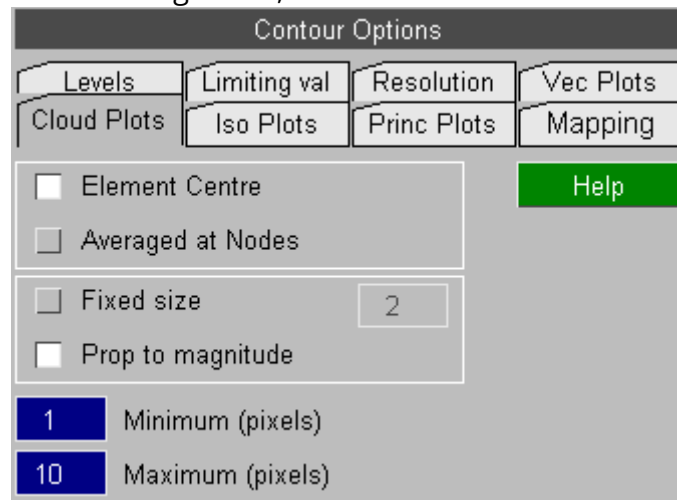 Contour Options
Levels Limiting val Resolution Vec Plots
Cloud Plots Iso Plots Princ Plots Mapping
Element Centre Help
Averaged at Nodes
Fixed size 2
Prop to magnitude
1 Minimum (pixels)
10 Maximum (pixels)